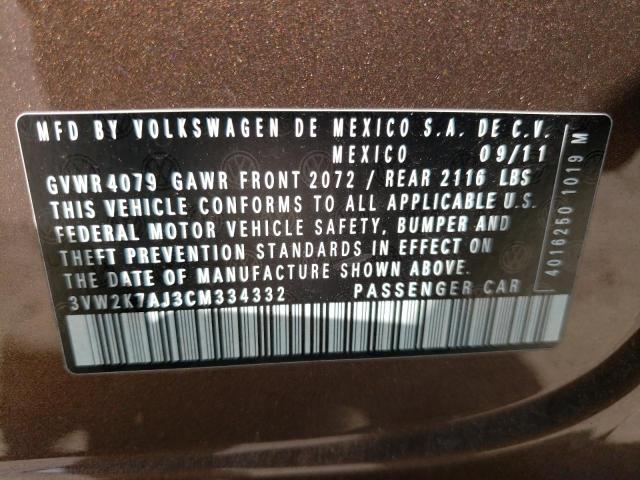 MFD BY VOLKSWAGEN DE MEXICO S.A. DE C.V.
MEXICO 09/11
GVWR4079 GAWR FRONT 2072 / REAR 2116 LBS
THIS VEHICLE CONFORMS TO ALL APPLICABLE U.S.
FEDERAL MOTOR VEHICLE SAFETY, BUMPER AND
THEFT PREVENTION STANDARDS IN EFFECT ON
THE DATE OF MANUFACTURE SHOWN ABOVE.
3VW2K7AJ3CM334332 PASSENGER CAR
4016250 1019 M